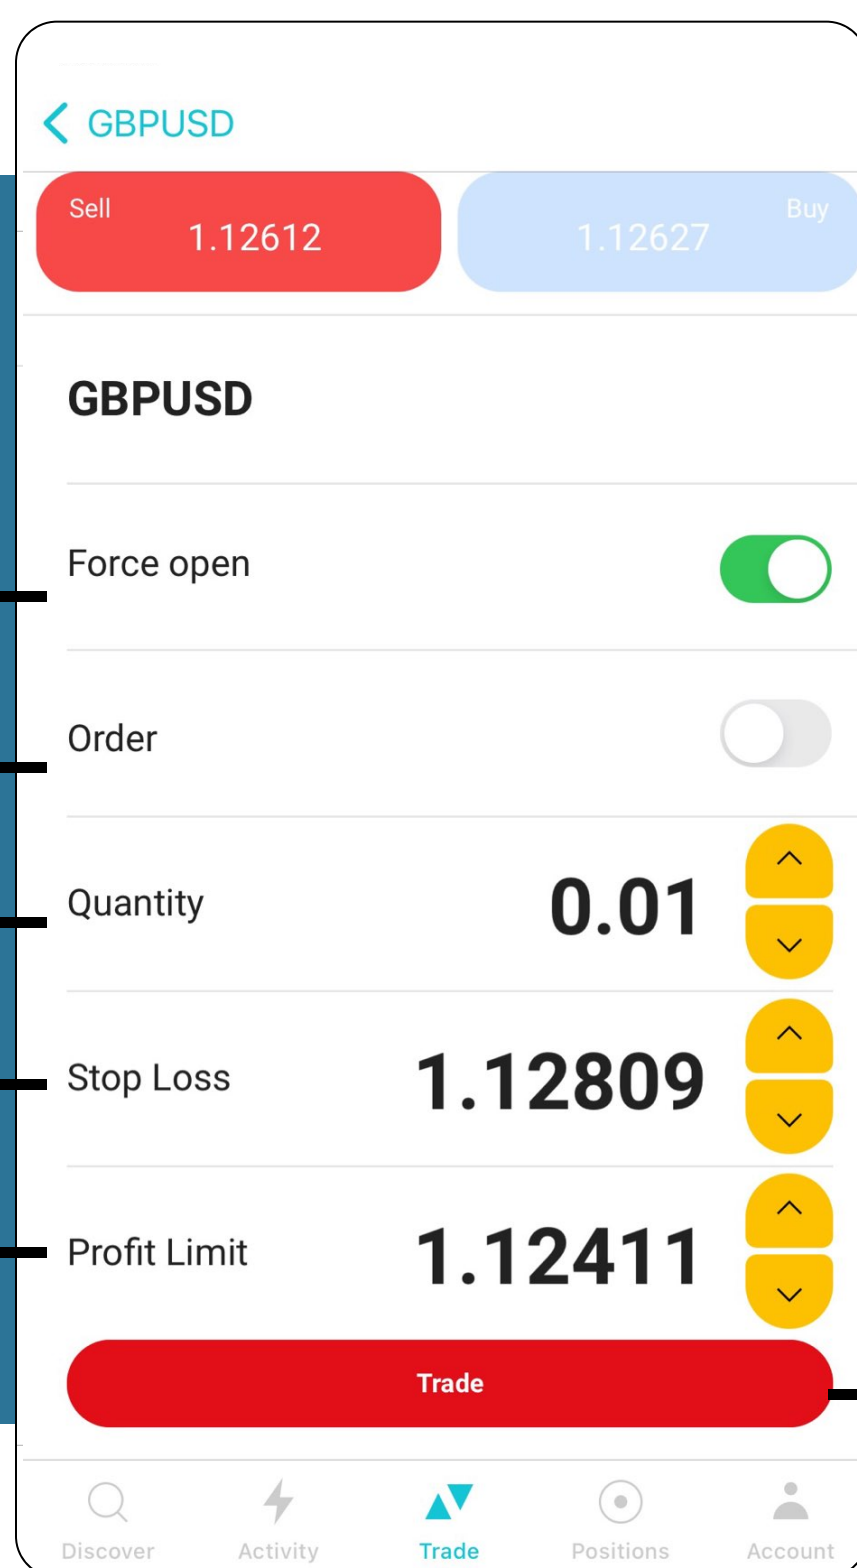 GBPUSD
Sell
Buy
1.12612
1.12627
GBPUSD
Force open
Order
Quantity
0.01
Stop Loss
1.12809
Profit Limit
1.12411
Trade
Discover
Activity
Trade
Positions
Account